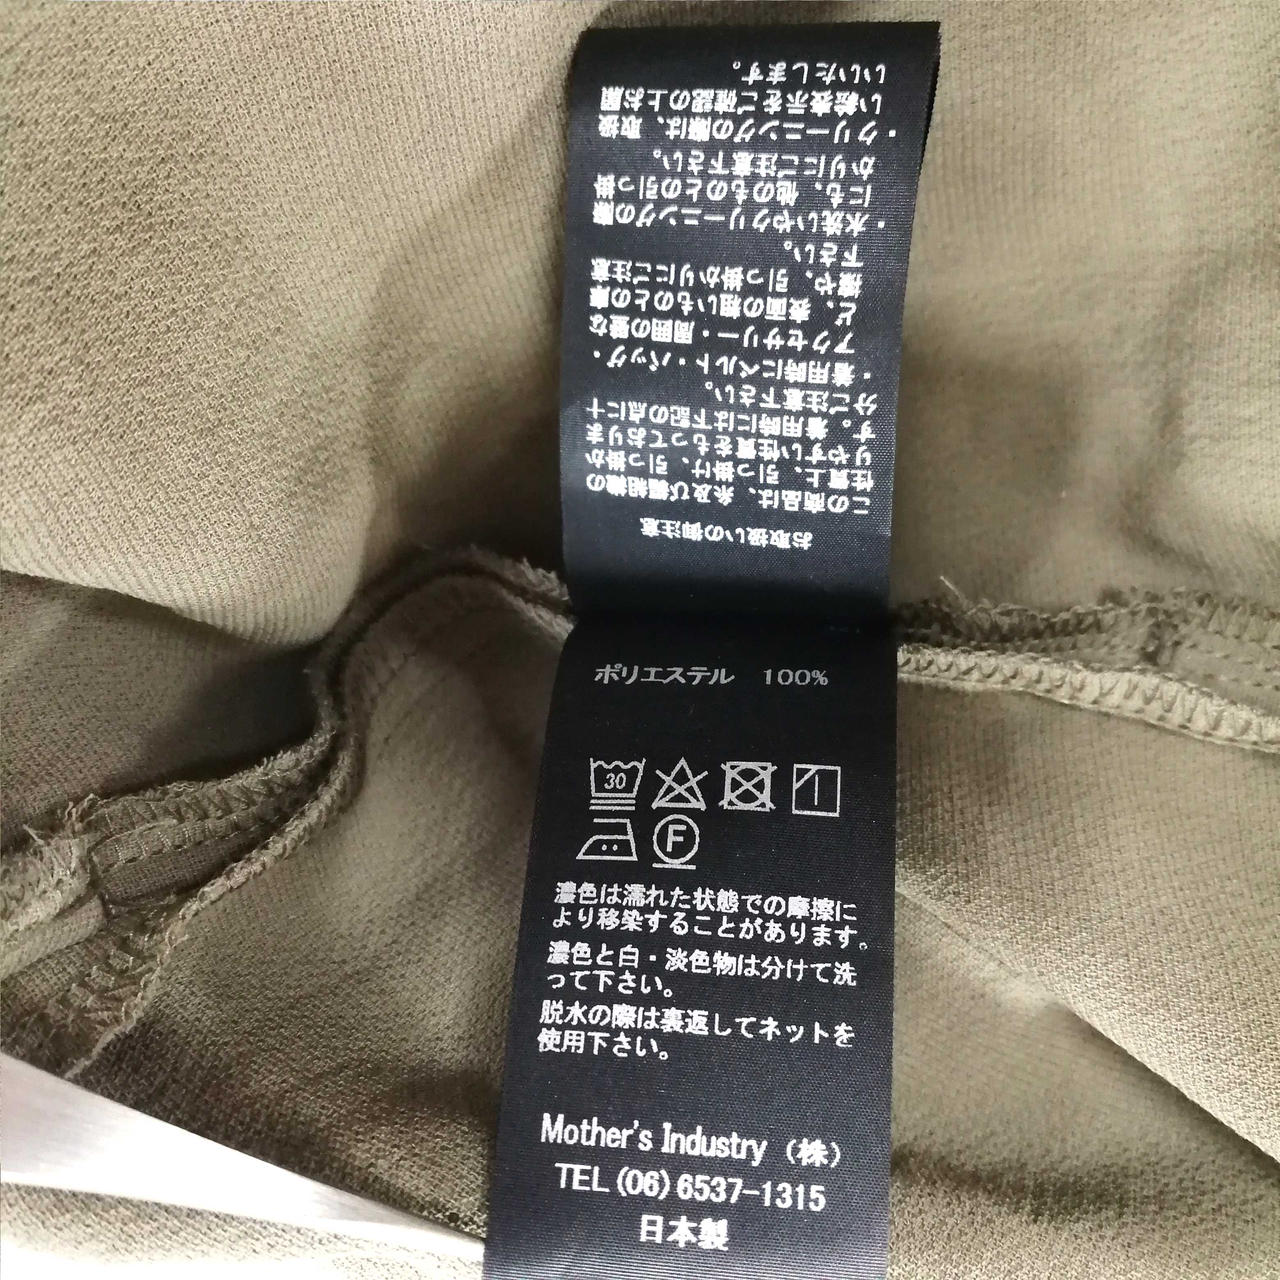 お取扱いの御注意
この商品は、糸及び編組織の
性質上、引っ掛け、引っ掛か
りやすい性質をもっておりま
す。着用時には下記の点に十
分ご注意下さい。
・着用時にベルト・バッグ・
アクセサリー・周囲の壁な
ど、表面の粗いものとの摩
擦や、引っ掛かりにご注意
下さい。
・水洗いやクリーニングの際
にも、他のものとの引っ掛
かりにご注意下さい。
・クリーニングの際は、取扱
い絵表示をご確認の上お願
いいたします。
ポリエステル 100%
30
F
濃色は濡れた状態での摩擦に
より移染することがあります。
濃色と白・淡色物は分けて洗
って下さい。
脱水の際は裏返してネットを
使用下さい。
Mother's Industry（株）
TEL (06) 6537-1315
日本製